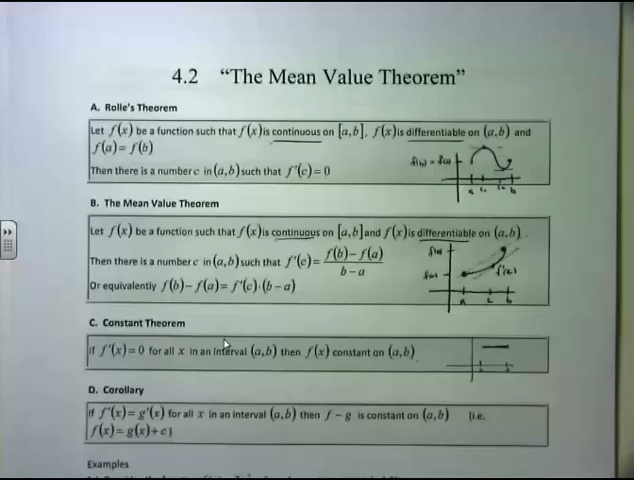 4.2 "The Mean Value Theorem"
A. Rolle's Theorem
Let f(x) be a function such that f(x) is continuous on [a,b], f(x) is differentiable on (a,b) and
f(a) = f(b)
Then there is a number c in (a,b) such that f'(c) = 0
B. The Mean Value Theorem
Let f(x) be a function such that f(x) is continuous on [a,b] and f(x) is differentiable on (a,b).
Then there is a number c in (a,b) such that f'(c) = (f(b) − f(a)) / (b − a)
Or equivalently f(b) − f(a) = f'(c)·(b − a)
C. Constant Theorem
If f'(x) = 0 for all x in an interval (a,b) then f(x) constant on (a,b)
D. Corollary
If f'(x) = g'(x) for all x in an interval (a,b) then f − g is constant on (a,b) (i.e.
f(x) = g(x) + c)
Examples